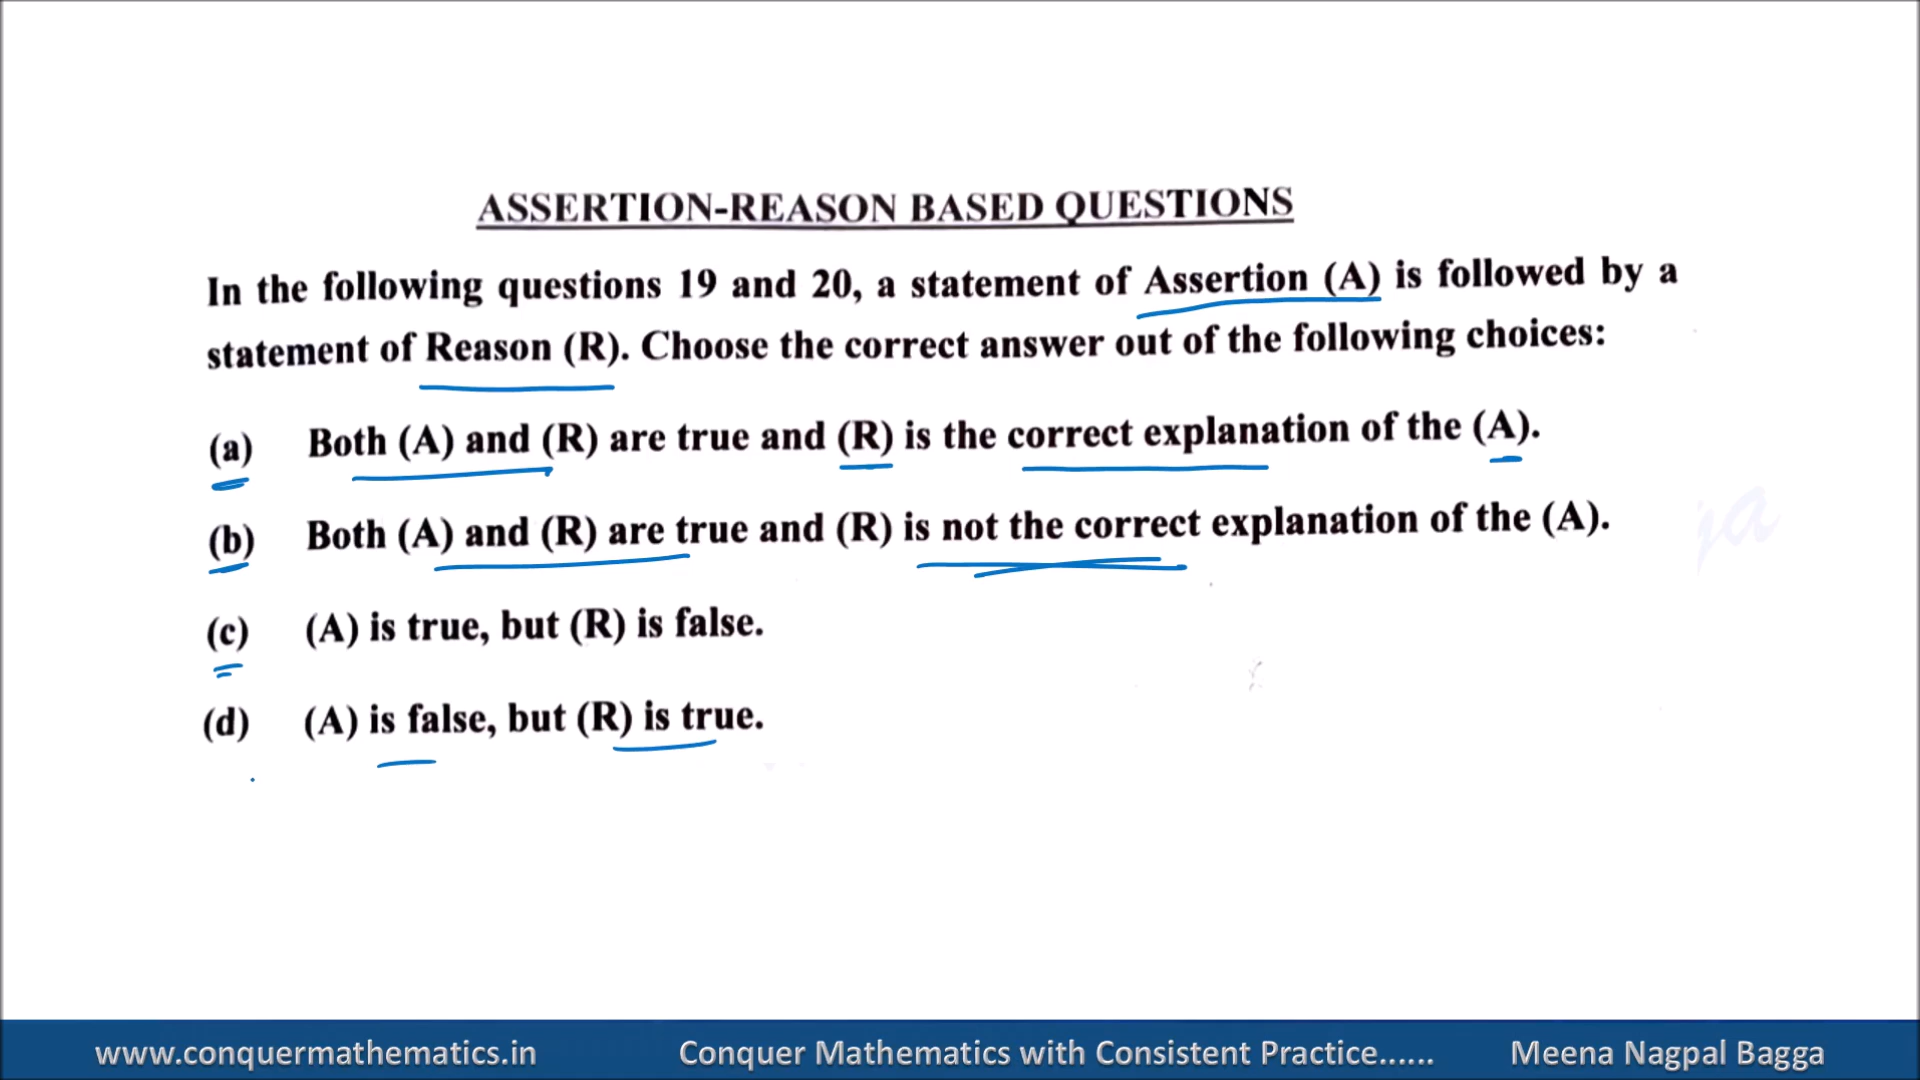 ASSERTION-REASON BASED QUESTIONS
In the following questions 19 and 20, a statement of Assertion (A) is followed by a
statement of Reason (R). Choose the correct answer out of the following choices:
(a) Both (A) and (R) are true and (R) is the correct explanation of the (A).
(b) Both (A) and (R) are true and (R) is not the correct explanation of the (A).
(c) (A) is true, but (R) is false.
(d) (A) is false, but (R) is true.
www.conquermathematics.in Conquer Mathematics with Consistent Practice...... Meena Nagpal Bagga